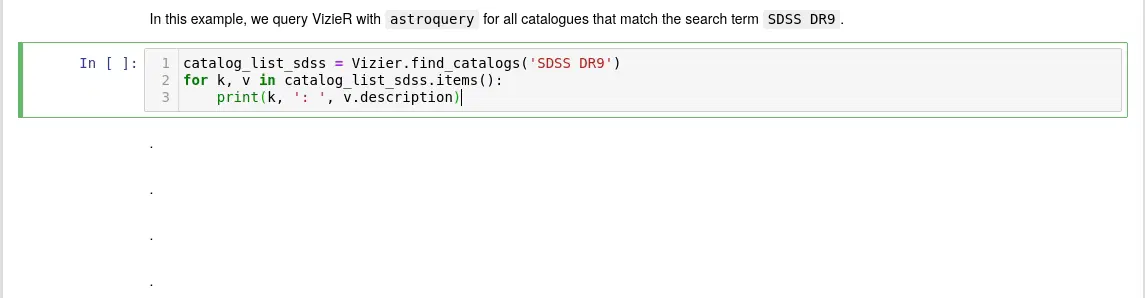 In this example, we query VizieR with astroquery for all catalogues that match the search term SDSS DR9 .
In [ ]:
1 catalog_list_sdss = Vizier.find_catalogs('SDSS DR9')
2 for k, v in catalog_list_sdss.items():
3     print(k, ': ', v.description)
.
.
.
.